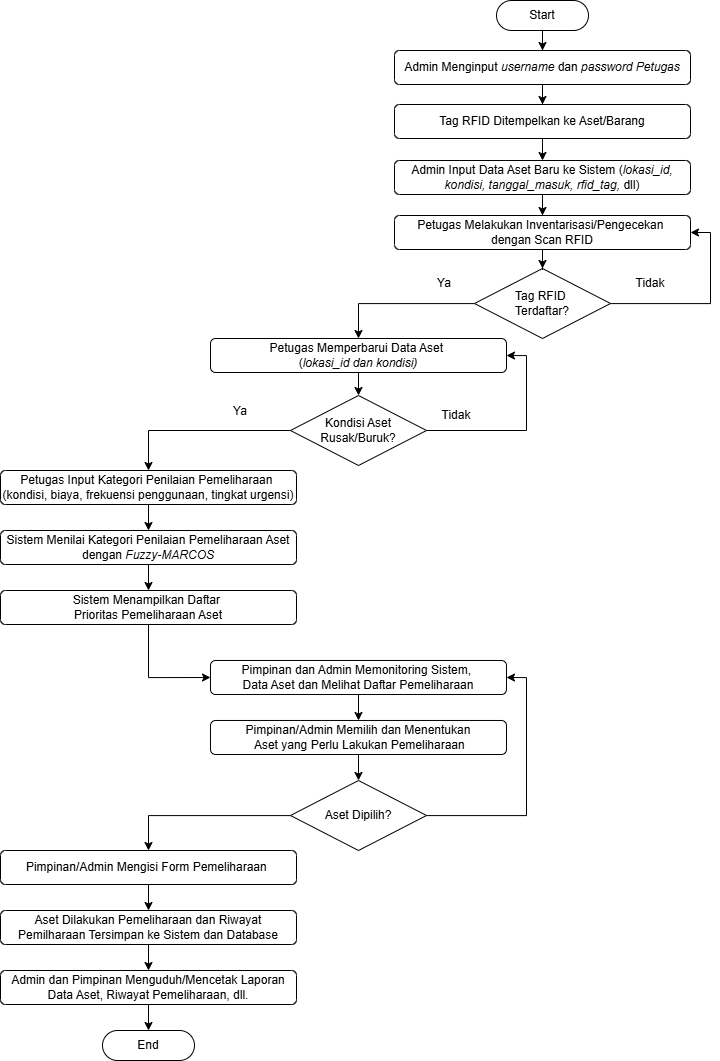 Start
Admin Menginput username dan password Petugas
Tag RFID Ditempelkan ke Aset/Barang
Admin Input Data Aset Baru ke Sistem (lokasi_id,
kondisi, tanggal_masuk, rfid_tag, dll)
Petugas Melakukan Inventarisasi/Pengecekan
dengan Scan RFID
Ya
Tidak
Tag RFID
Terdaftar?
Petugas Memperbarui Data Aset
(lokasi_id dan kondisi)
Ya
Tidak
Kondisi Aset
Rusak/Buruk?
Petugas Input Kategori Penilaian Pemeliharaan
(kondisi, biaya, frekuensi penggunaan, tingkat urgensi)
Sistem Menilai Kategori Penilaian Pemeliharaan Aset
dengan Fuzzy-MARCOS
Sistem Menampilkan Daftar
Prioritas Pemeliharaan Aset
Pimpinan dan Admin Memonitoring Sistem,
Data Aset dan Melihat Daftar Pemeliharaan
Pimpinan/Admin Memilih dan Menentukan
Aset yang Perlu Lakukan Pemeliharaan
Aset Dipilih?
Pimpinan/Admin Mengisi Form Pemeliharaan
Aset Dilakukan Pemeliharaan dan Riwayat
Pemilharaan Tersimpan ke Sistem dan Database
Admin dan Pimpinan Menguduh/Mencetak Laporan
Data Aset, Riwayat Pemeliharaan, dll.
End